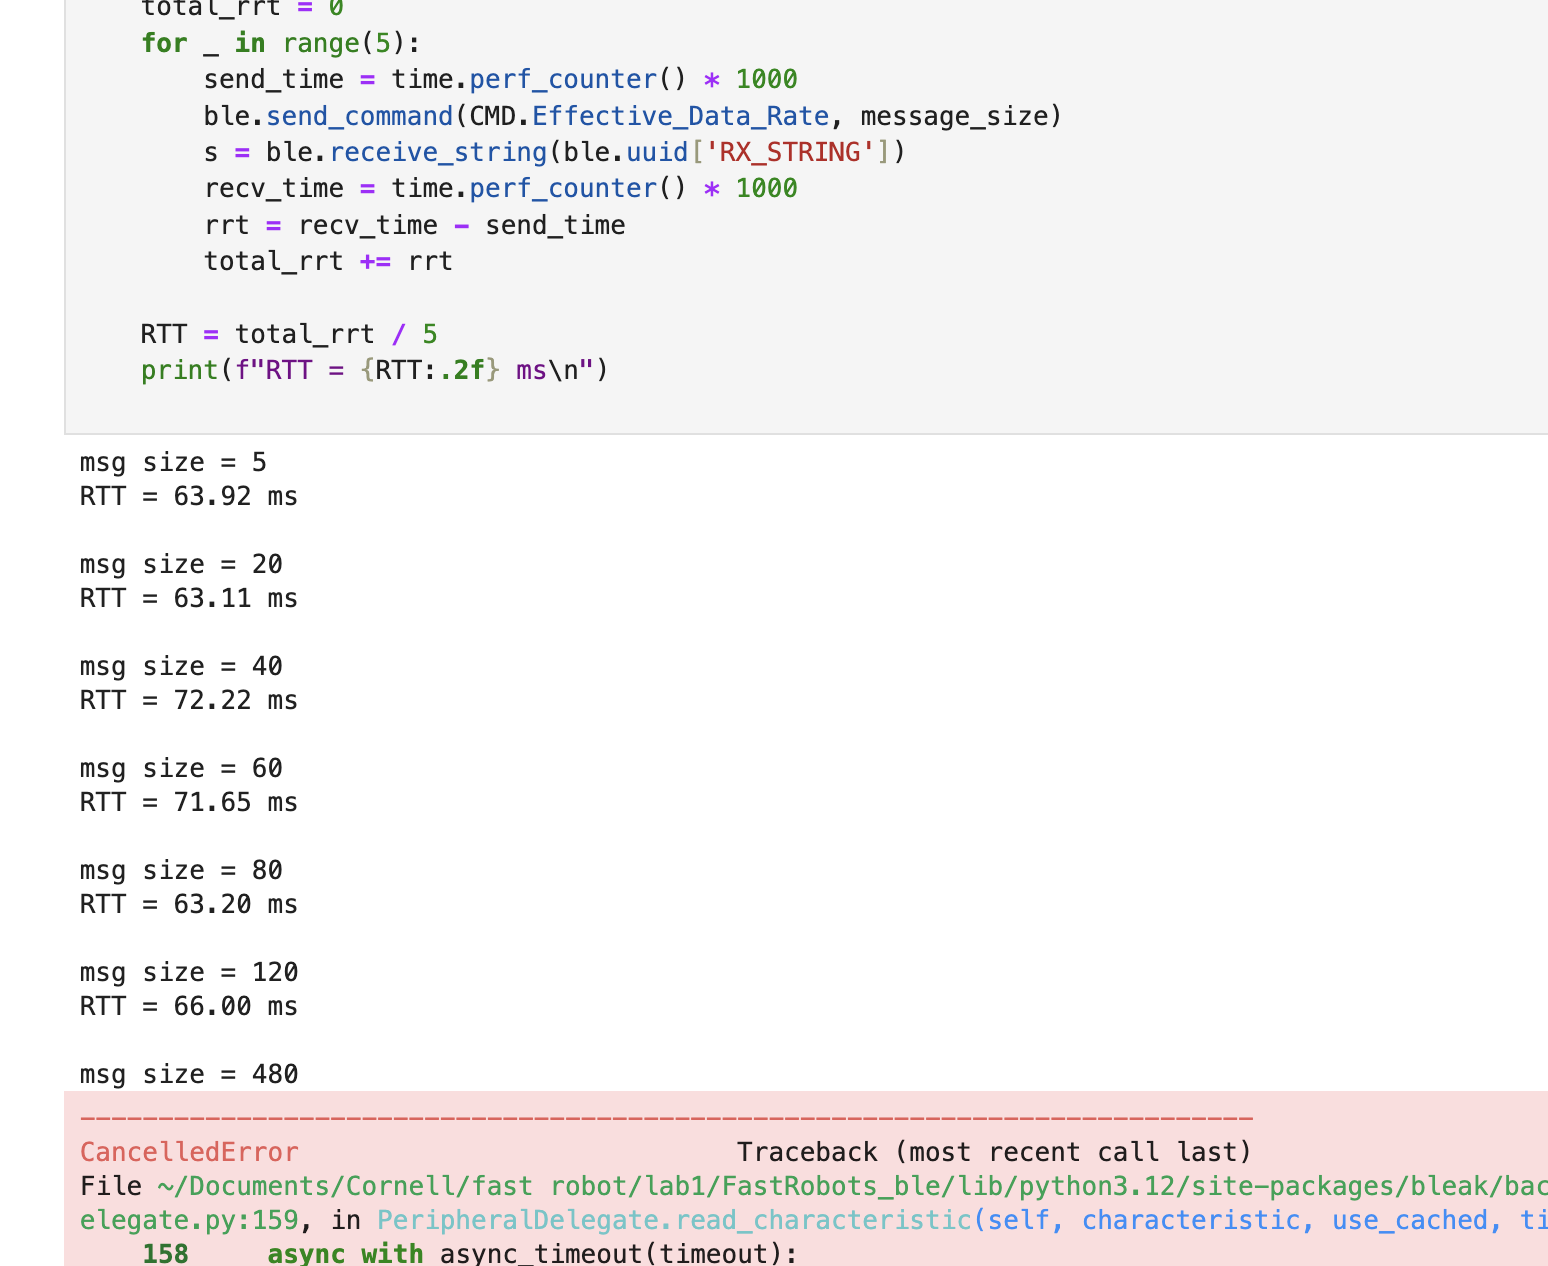 total_rrt = 0
for _ in range(5):
send_time = time.perf_counter() * 1000
ble.send_command(CMD.Effective_Data_Rate, message_size)
s = ble.receive_string(ble.uuid['RX_STRING'])
recv_time = time.perf_counter() * 1000
rrt = recv_time - send_time
total_rrt += rrt
RTT = total_rrt / 5
print(f"RTT = {RTT:.2f} ms\n")
msg size = 5
RTT = 63.92 ms
msg size = 20
RTT = 63.11 ms
msg size = 40
RTT = 72.22 ms
msg size = 60
RTT = 71.65 ms
msg size = 80
RTT = 63.20 ms
msg size = 120
RTT = 66.00 ms
msg size = 480
---------------------------------------------------------------------------
CancelledError Traceback (most recent call last)
File ~/Documents/Cornell/fast robot/lab1/FastRobots_ble/lib/python3.12/site-packages/bleak/bac
elegate.py:159, in PeripheralDelegate.read_characteristic(self, characteristic, use_cached, ti
158 async with async_timeout(timeout):